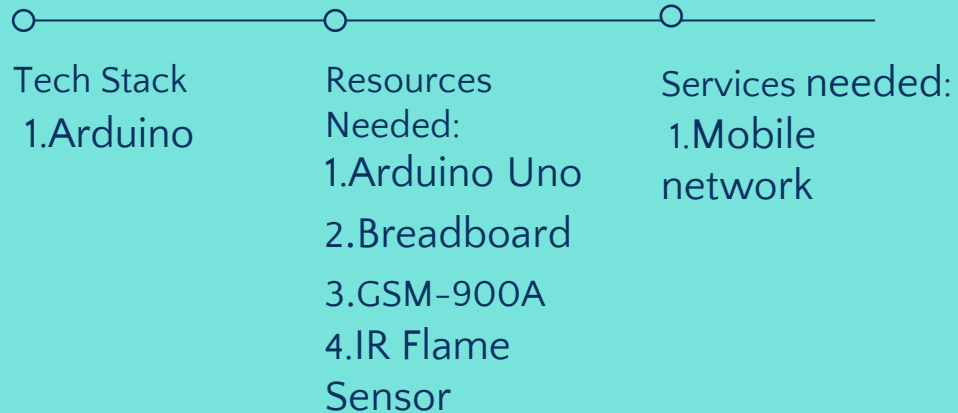 Tech Stack
1.Arduino
Resources
Needed:
1.Arduino Uno
2.Breadboard
3.GSM-900A
4.IR Flame
Sensor
Services needed:
1.Mobile
network